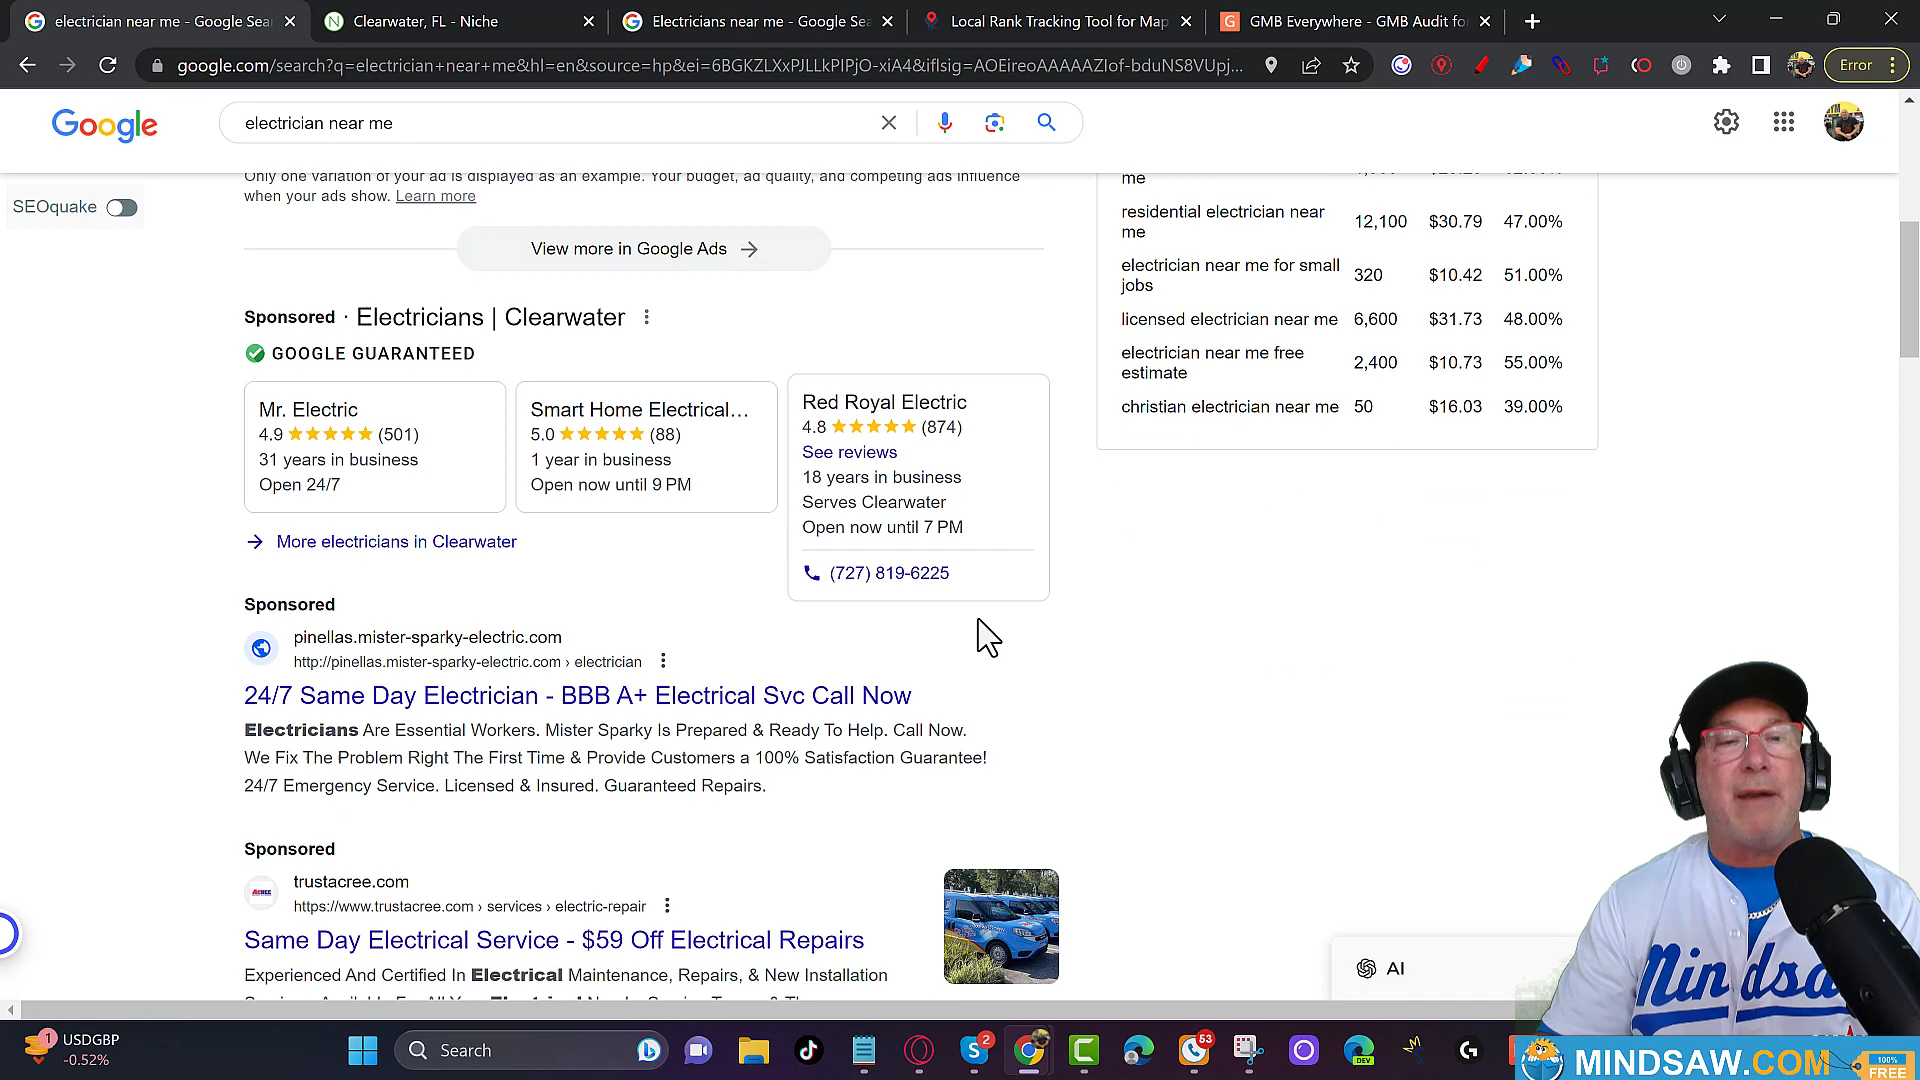 electrician near me - Google Sea
Clearwater, FL - Niche
Electricians near me - Google Sea
Local Rank Tracking Tool for Map
GMB Everywhere - GMB Audit for
google.com/search?q=electrician+near+me&hl=en&source=hp&ei=6BGKZLXxPJLLkPIPjO-xiA4&iflsig=AOEireoAAAAAZIof-bduNS8VUpj...
Error
Google
electrician near me
SEOquake
Only one variation of your ad is displayed as an example. Your budget, ad quality, and competing ads influence
when your ads show. Learn more
View more in Google Ads
Sponsored · Electricians | Clearwater
GOOGLE GUARANTEED
Mr. Electric
4.9 (501)
31 years in business
Open 24/7
Smart Home Electrical...
5.0 (88)
1 year in business
Open now until 9 PM
Red Royal Electric
4.8 (874)
See reviews
18 years in business
Serves Clearwater
Open now until 7 PM
(727) 819-6225
More electricians in Clearwater
Sponsored
pinellas.mister-sparky-electric.com
http://pinellas.mister-sparky-electric.com › electrician
24/7 Same Day Electrician - BBB A+ Electrical Svc Call Now
Electricians Are Essential Workers. Mister Sparky Is Prepared & Ready To Help. Call Now.
We Fix The Problem Right The First Time & Provide Customers a 100% Satisfaction Guarantee!
24/7 Emergency Service. Licensed & Insured. Guaranteed Repairs.
Sponsored
ACREE
trustacree.com
https://www.trustacree.com › services › electric-repair
Same Day Electrical Service - $59 Off Electrical Repairs
Experienced And Certified In Electrical Maintenance, Repairs, & New Installation
me
residential electrician near
me 12,100 $30.79 47.00%
electrician near me for small
jobs 320 $10.42 51.00%
licensed electrician near me 6,600 $31.73 48.00%
electrician near me free
estimate 2,400 $10.73 55.00%
christian electrician near me 50 $16.03 39.00%
AI
Mindsaw
1
USDGBP
-0.52%
Search
2
53
DEV
MINDSAW.COM
100%
FREE